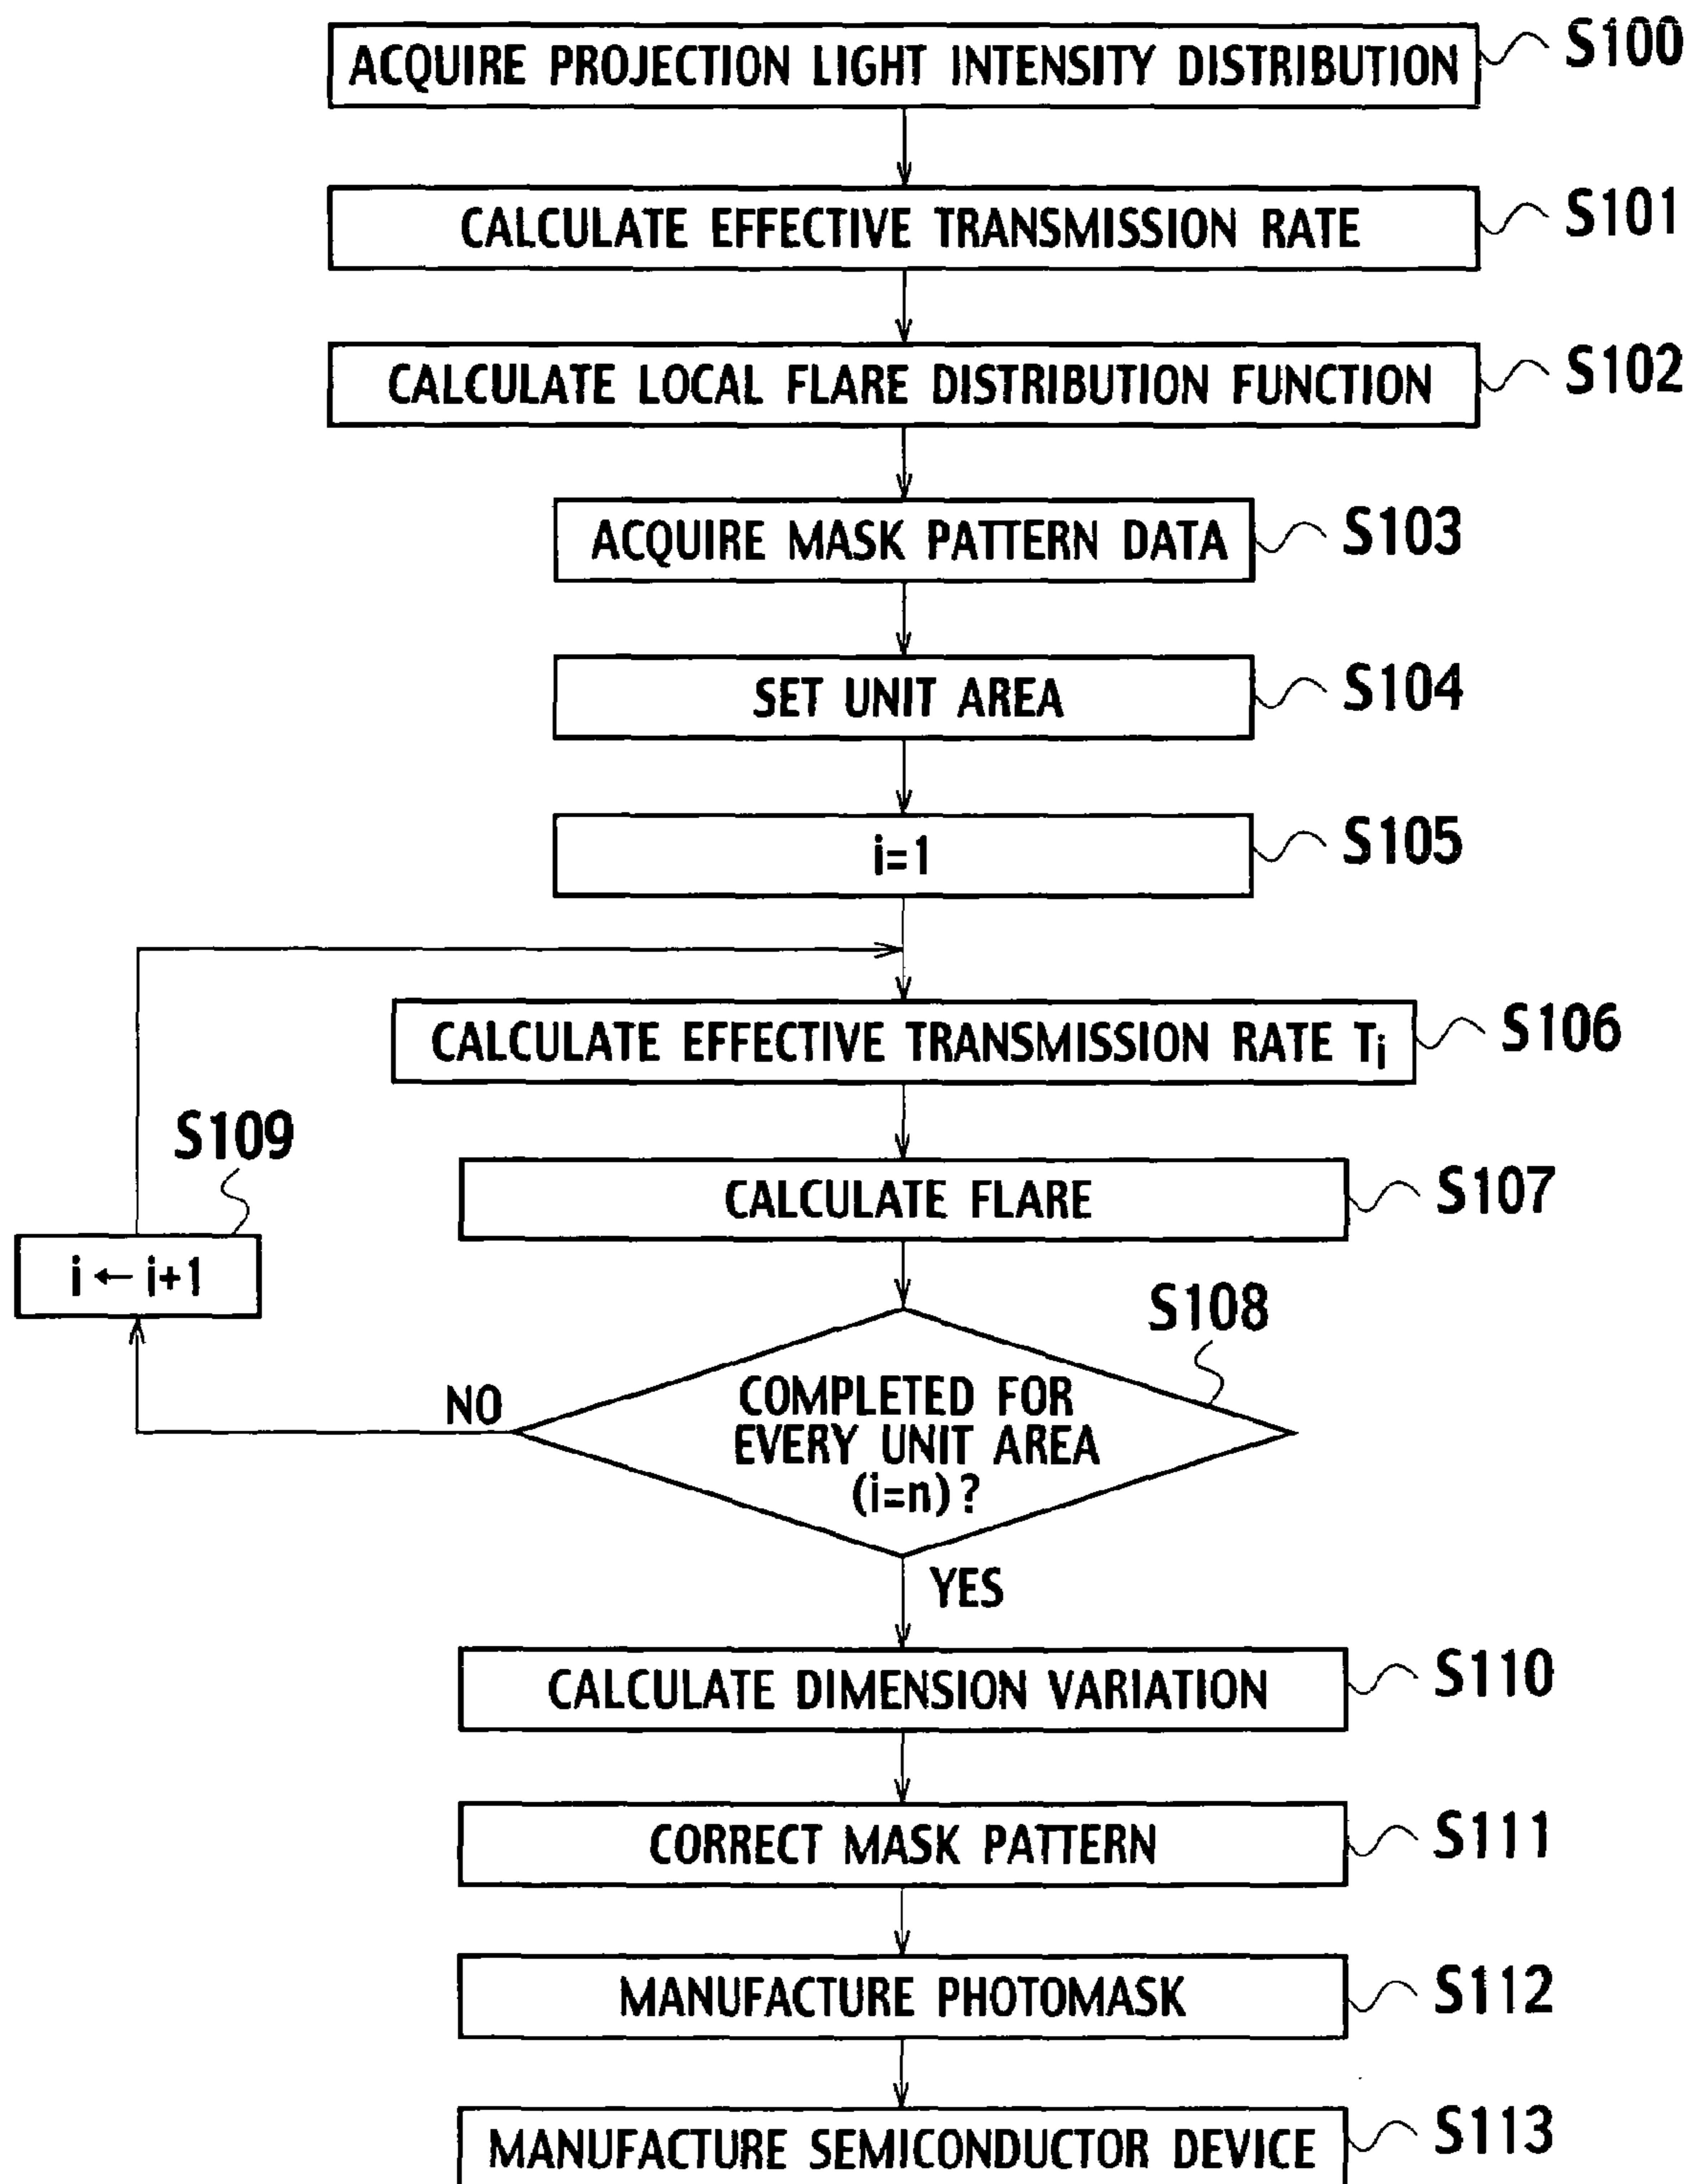 ACQUIRE PROJECTION LIGHT INTENSITY DISTRIBUTION S100
CALCULATE EFFECTIVE TRANSMISSION RATE S101
CALCULATE LOCAL FLARE DISTRIBUTION FUNCTION S102
ACQUIRE MASK PATTERN DATA S103
SET UNIT AREA S104
i=1 S105
CALCULATE EFFECTIVE TRANSMISSION RATE Ti S106
CALCULATE FLARE S107
S109
i ← i+1
S108
COMPLETED FOR
EVERY UNIT AREA
(i=n)?
NO
YES
CALCULATE DIMENSION VARIATION S110
CORRECT MASK PATTERN S111
MANUFACTURE PHOTOMASK S112
MANUFACTURE SEMICONDUCTOR DEVICE S113